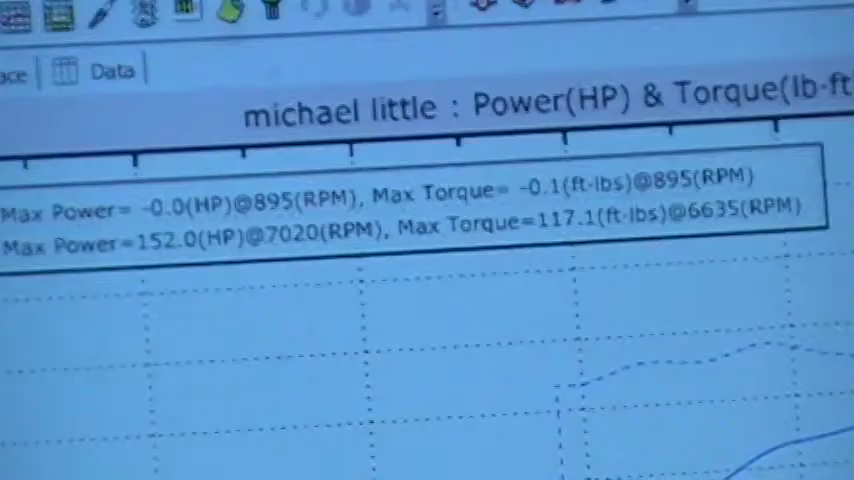 ace Data
michael little : Power(HP) & Torque(lb-ft
Max Power= -0.0(HP)@895(RPM), Max Torque= -0.1(ft-lbs)@895(RPM)
Max Power=152.0(HP)@7020(RPM), Max Torque=117.1(ft-lbs)@6635(RPM)